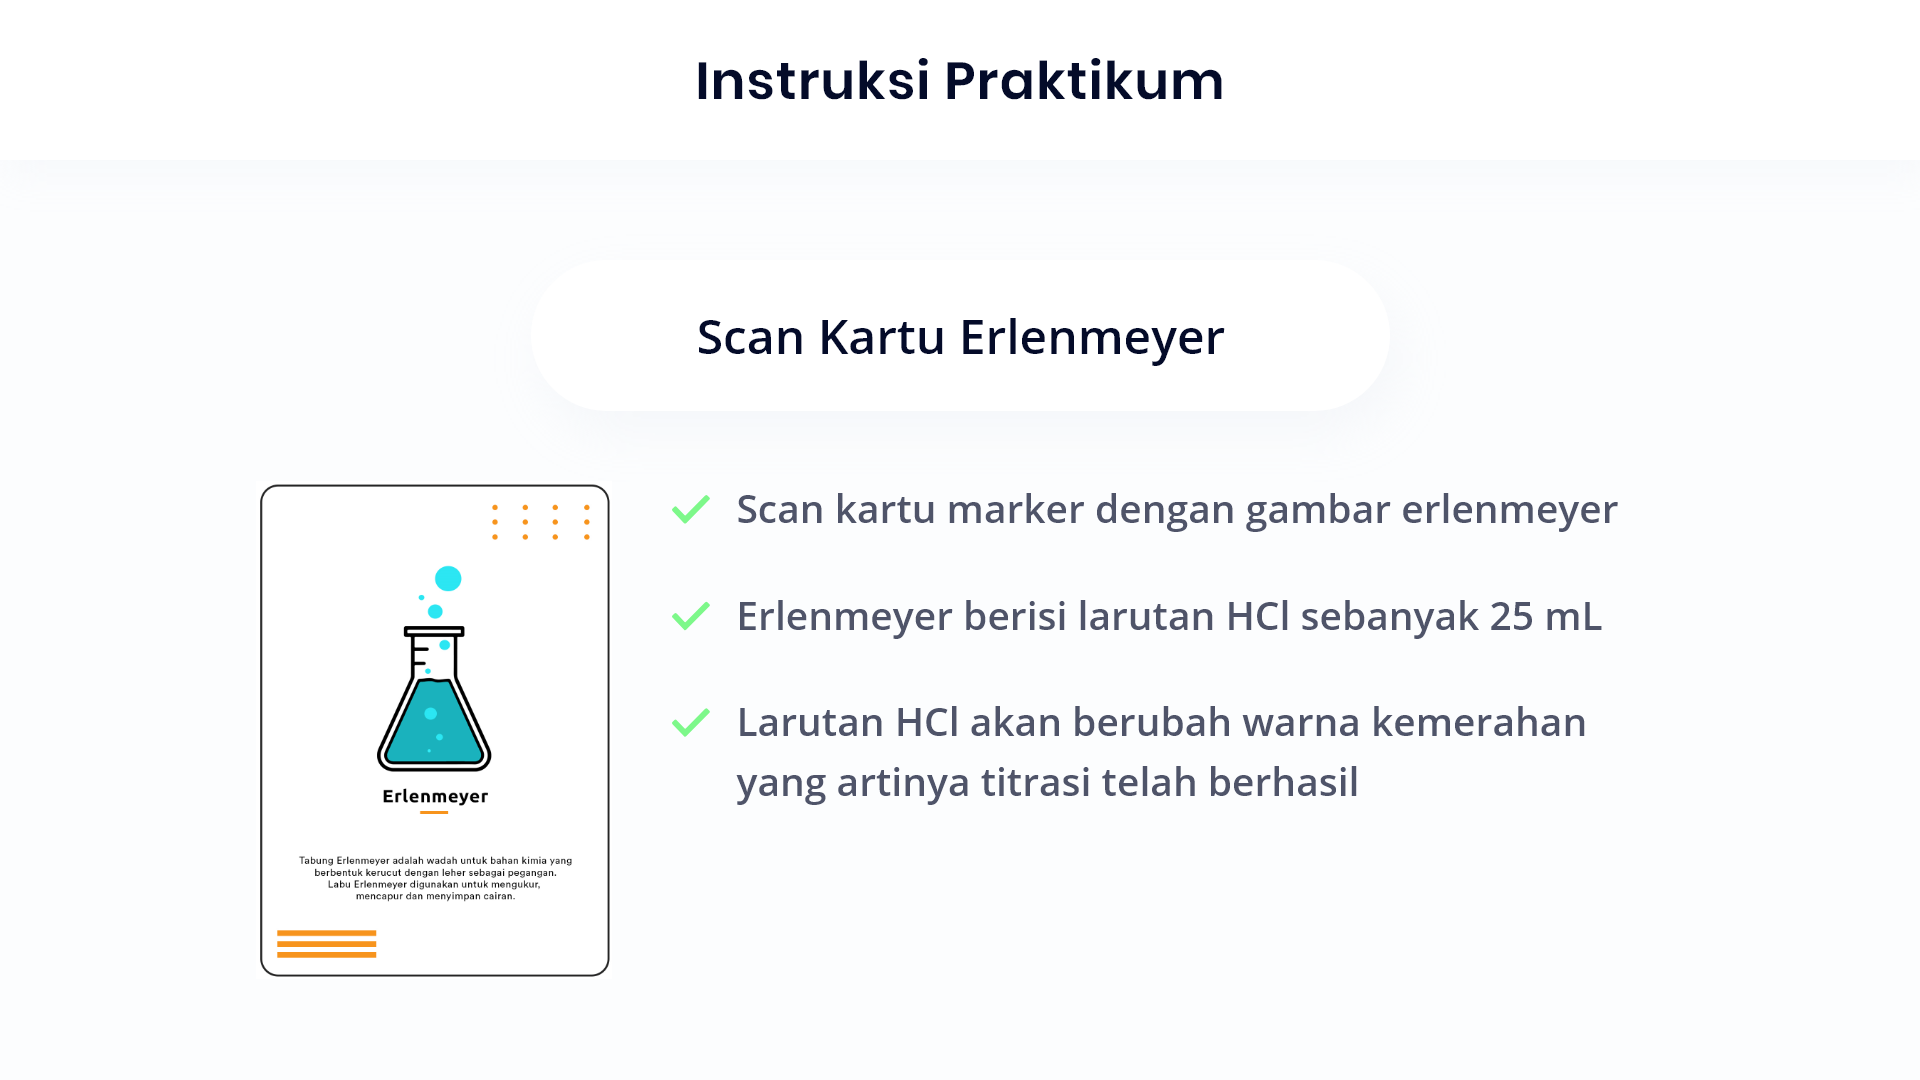 Instruksi Praktikum
Scan Kartu Erlenmeyer
Scan kartu marker dengan gambar erlenmeyer
Erlenmeyer berisi larutan HCl sebanyak 25 mL
Larutan HCl akan berubah warna kemerahan
yang artinya titrasi telah berhasil
Erlenmeyer
Tabung Erlenmeyer adalah wadah untuk bahan kimia yang
berbentuk kerucut dengan leher sebagai pegangan.
Labu Erlenmeyer digunakan untuk mengukur,
mencapur dan menyimpan cairan.